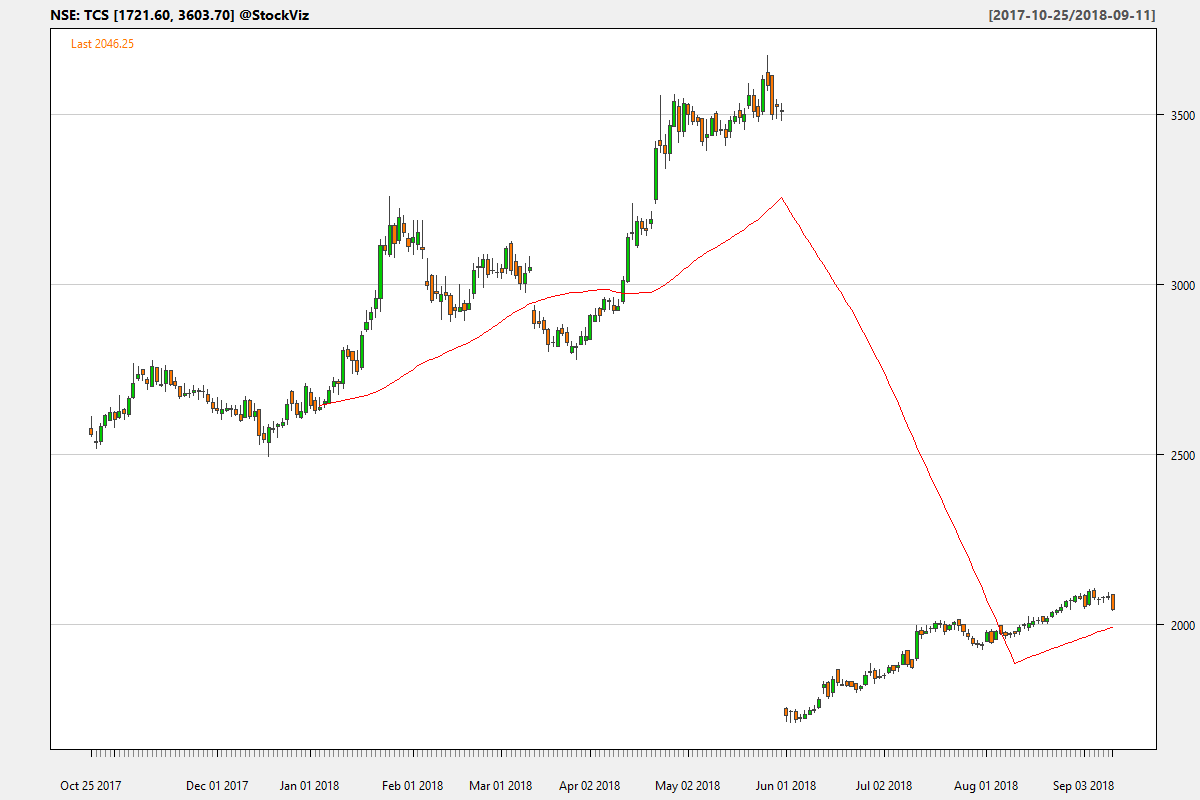 NSE: TCS [1721.60, 3603.70] @StockViz
[2017-10-25/2018-09-11]
Last 2046.25
3500
3000
2500
2000
Oct 25 2017
Dec 01 2017
Jan 01 2018
Feb 01 2018
Mar 01 2018
Apr 02 2018
May 02 2018
Jun 01 2018
Jul 02 2018
Aug 01 2018
Sep 03 2018